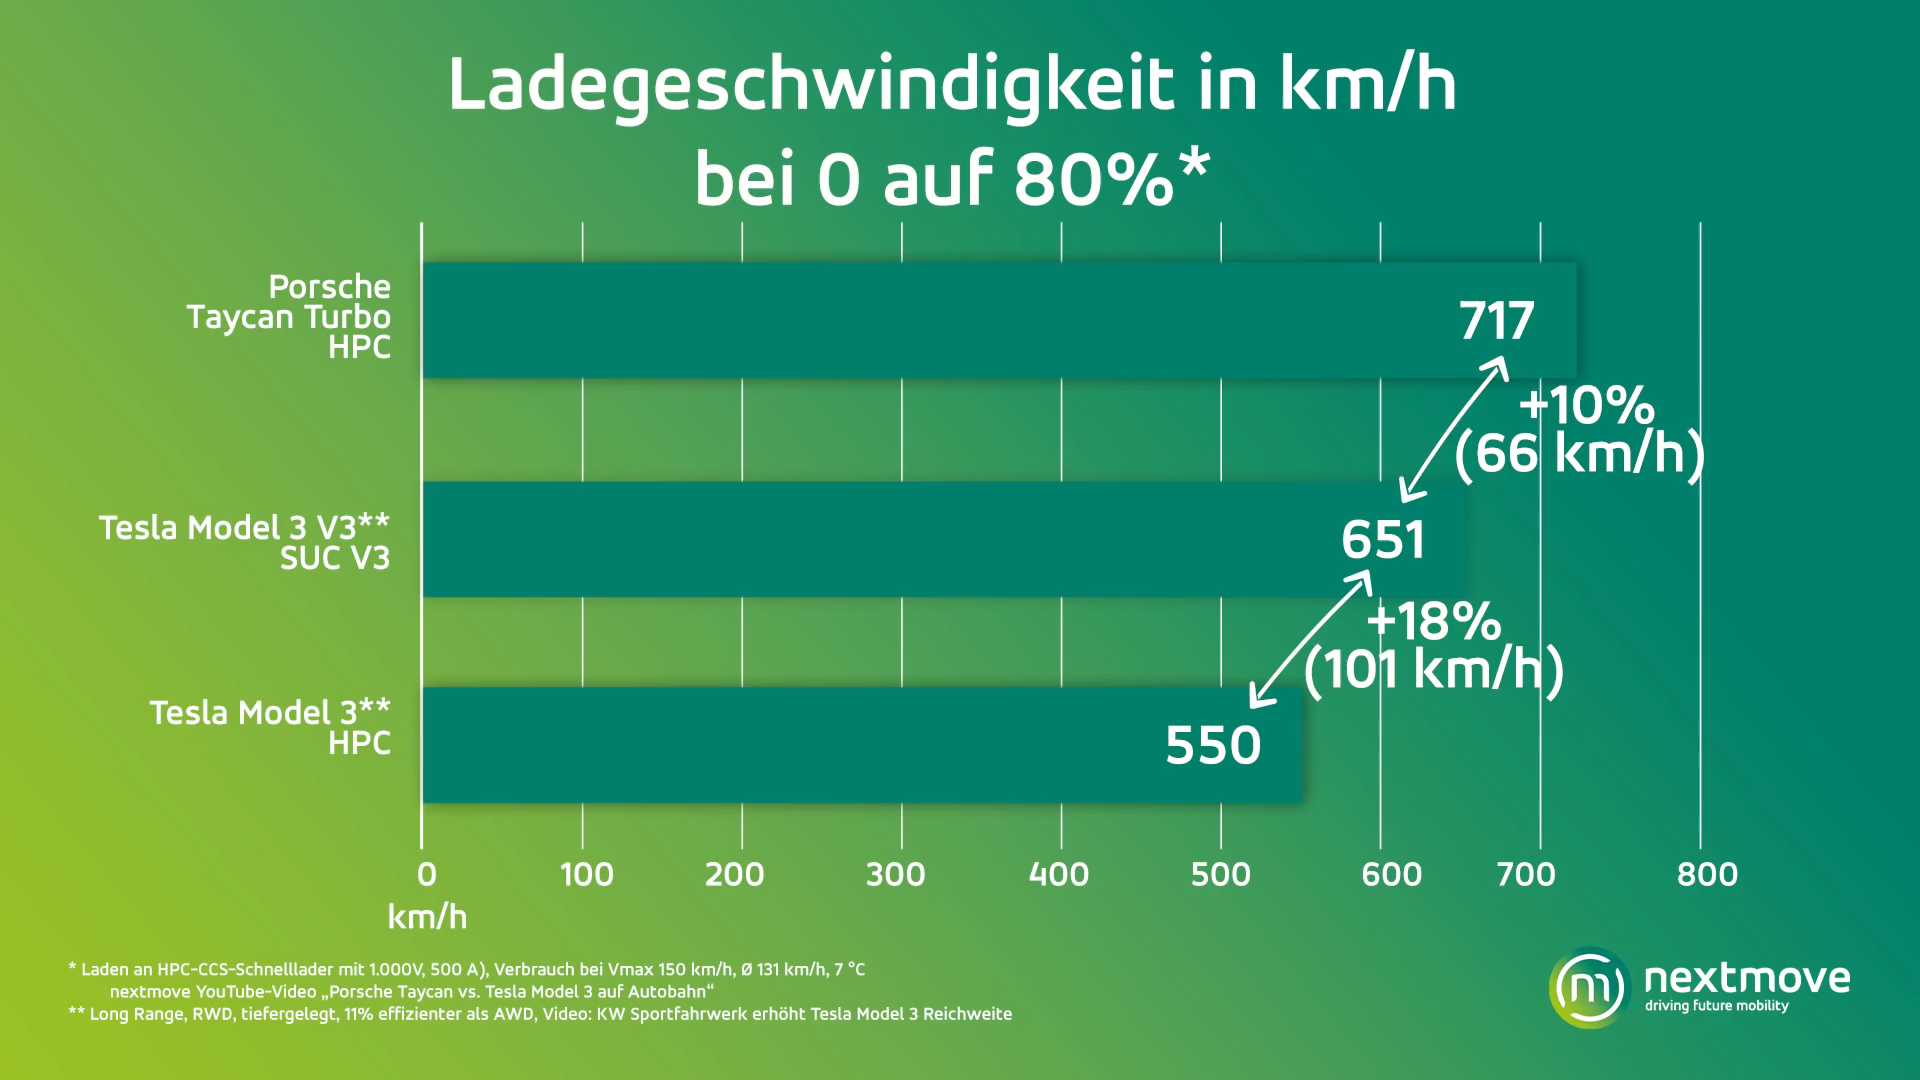 Ladegeschwindigkeit in km/h
bei 0 auf 80%*
Porsche
Taycan Turbo
HPC
717
+10%
(66 km/h)
Tesla Model 3 V3**
SUC V3
651
+18%
(101 km/h)
Tesla Model 3**
HPC
550
0 100 200 300 400 500 600 700 800
km/h
* Laden an HPC-CCS-Schnelllader mit 1.000V, 500 A), Verbrauch bei Vmax 150 km/h, Ø 131 km/h, 7 °C
nextmove YouTube-Video „Porsche Taycan vs. Tesla Model 3 auf Autobahn“
** Long Range, RWD, tiefergelegt, 11% effizienter als AWD, Video: KW Sportfahrwerk erhöht Tesla Model 3 Reichweite
m nextmove
driving future mobility